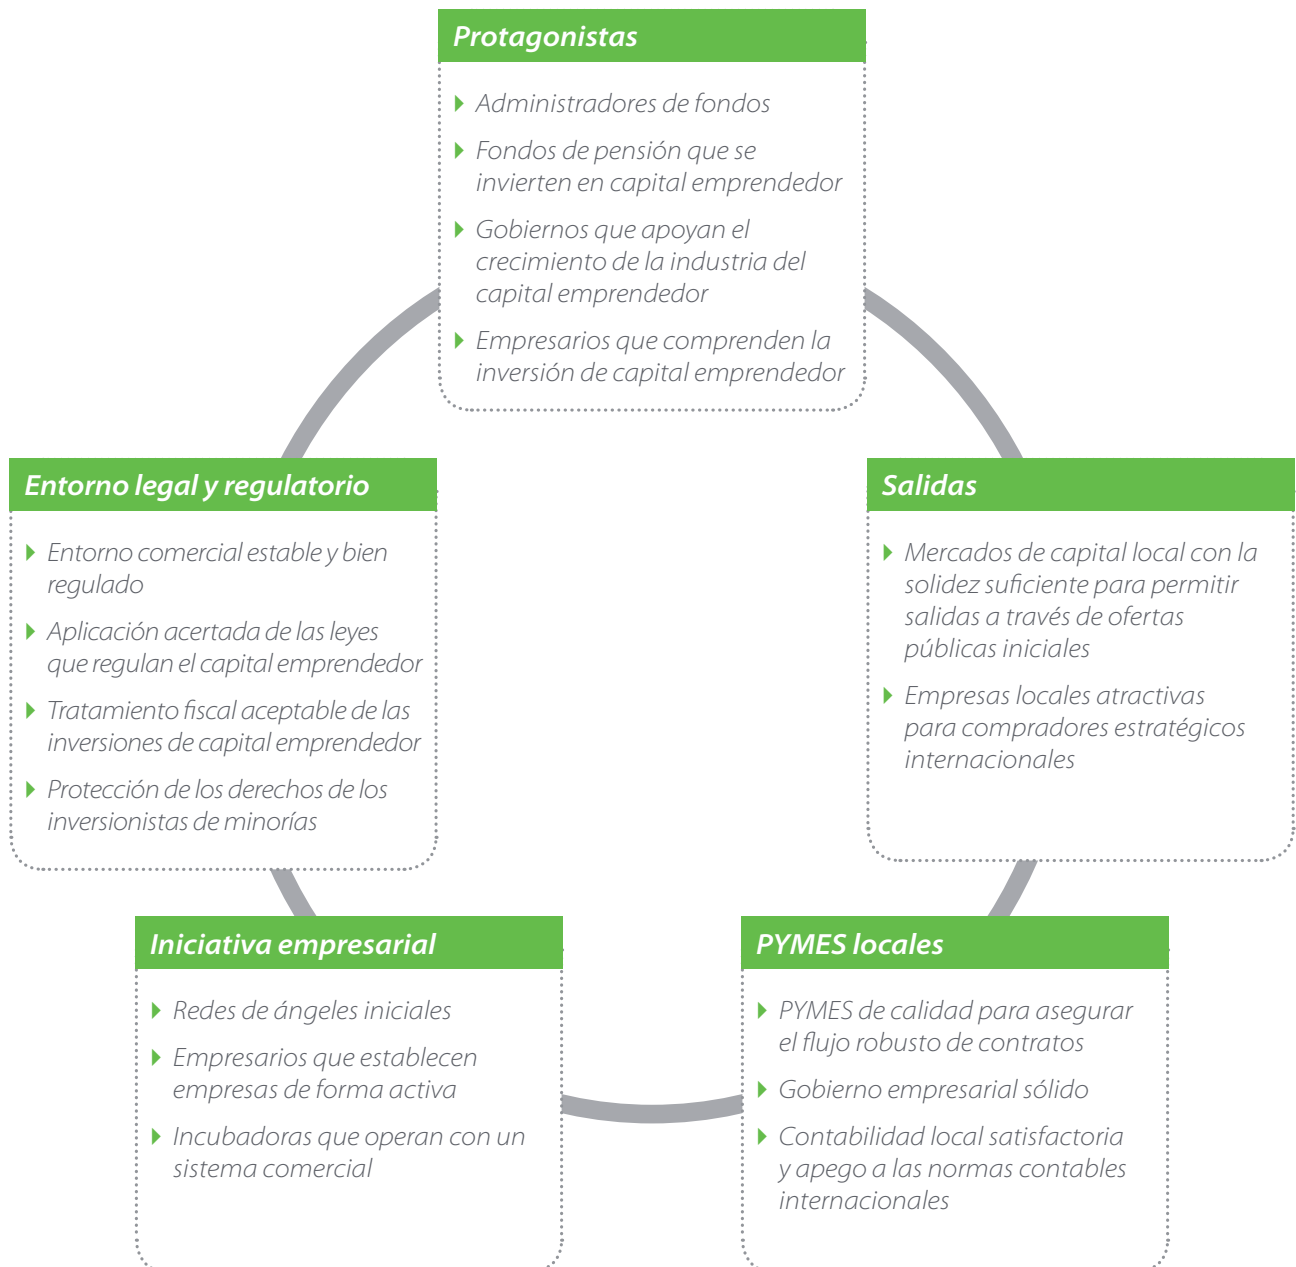 Protagonistas
Administradores de fondos
Fondos de pensión que se
invierten en capital emprendedor
Gobiernos que apoyan el
crecimiento de la industria del
capital emprendedor
Empresarios que comprenden la
inversión de capital emprendedor
Entorno legal y regulatorio
Entorno comercial estable y bien
regulado
Aplicación acertada de las leyes
que regulan el capital emprendedor
Tratamiento fiscal aceptable de las
inversiones de capital emprendedor
Protección de los derechos de los
inversionistas de minorías
Salidas
Mercados de capital local con la
solidez suficiente para permitir
salidas a través de ofertas
públicas iniciales
Empresas locales atractivas
para compradores estratégicos
internacionales
Iniciativa empresarial
Redes de ángeles iniciales
Empresarios que establecen
empresas de forma activa
Incubadoras que operan con un
sistema comercial
PYMES locales
PYMES de calidad para asegurar
el flujo robusto de contratos
Gobierno empresarial sólido
Contabilidad local satisfactoria
y apego a las normas contables
internacionales